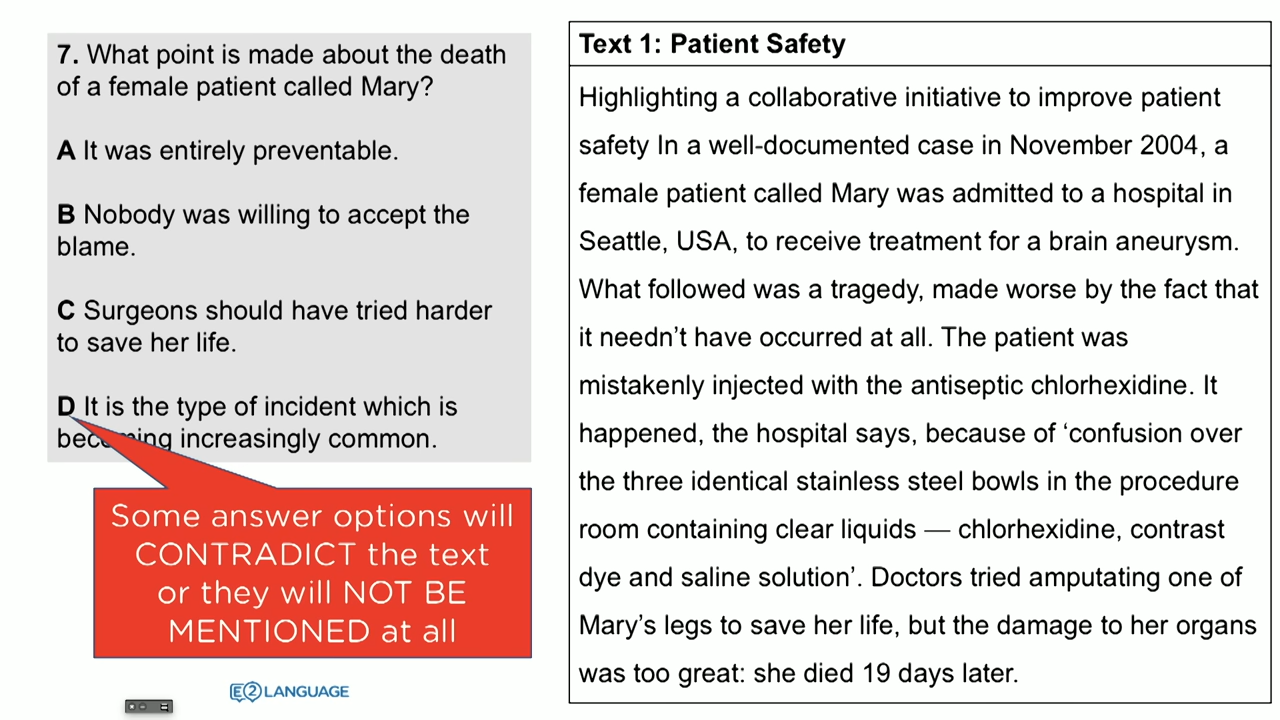 7. What point is made about the death
of a female patient called Mary?
A It was entirely preventable.
B Nobody was willing to accept the
blame.
C Surgeons should have tried harder
to save her life.
D It is the type of incident which is
becoming increasingly common.
Some answer options will
CONTRADICT the text
or they will NOT BE
MENTIONED at all
E2 LANGUAGE
Text 1: Patient Safety
Highlighting a collaborative initiative to improve patient
safety In a well-documented case in November 2004, a
female patient called Mary was admitted to a hospital in
Seattle, USA, to receive treatment for a brain aneurysm.
What followed was a tragedy, made worse by the fact that
it needn’t have occurred at all. The patient was
mistakenly injected with the antiseptic chlorhexidine. It
happened, the hospital says, because of ‘confusion over
the three identical stainless steel bowls in the procedure
room containing clear liquids — chlorhexidine, contrast
dye and saline solution’. Doctors tried amputating one of
Mary’s legs to save her life, but the damage to her organs
was too great: she died 19 days later.